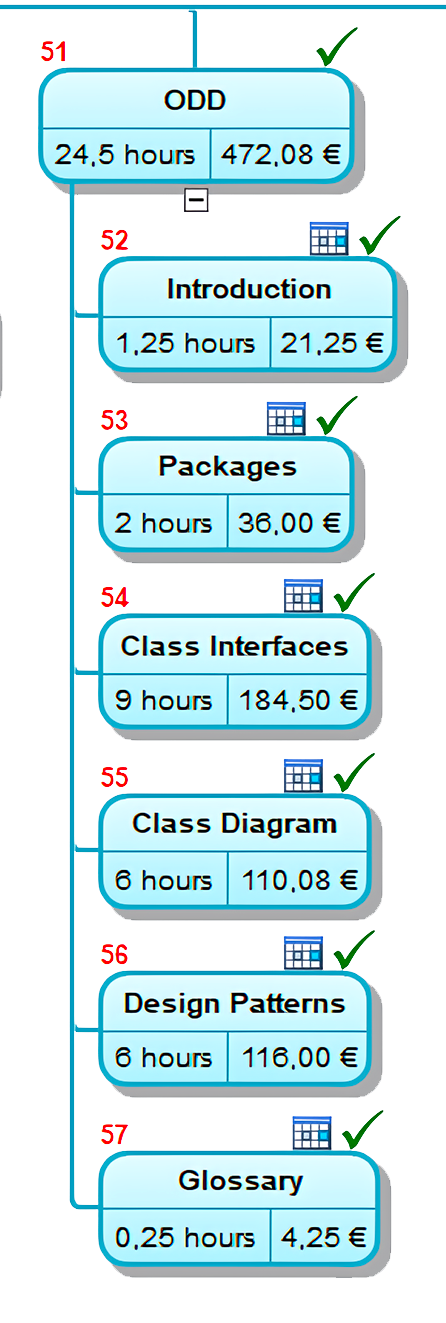 51
ODD
24,5 hours 472,08 €
52
Introduction
1,25 hours 21,25 €
53
Packages
2 hours 36,00 €
54
Class Interfaces
9 hours 184,50 €
55
Class Diagram
6 hours 110,08 €
56
Design Patterns
6 hours 116,00 €
57
Glossary
0,25 hours 4,25 €